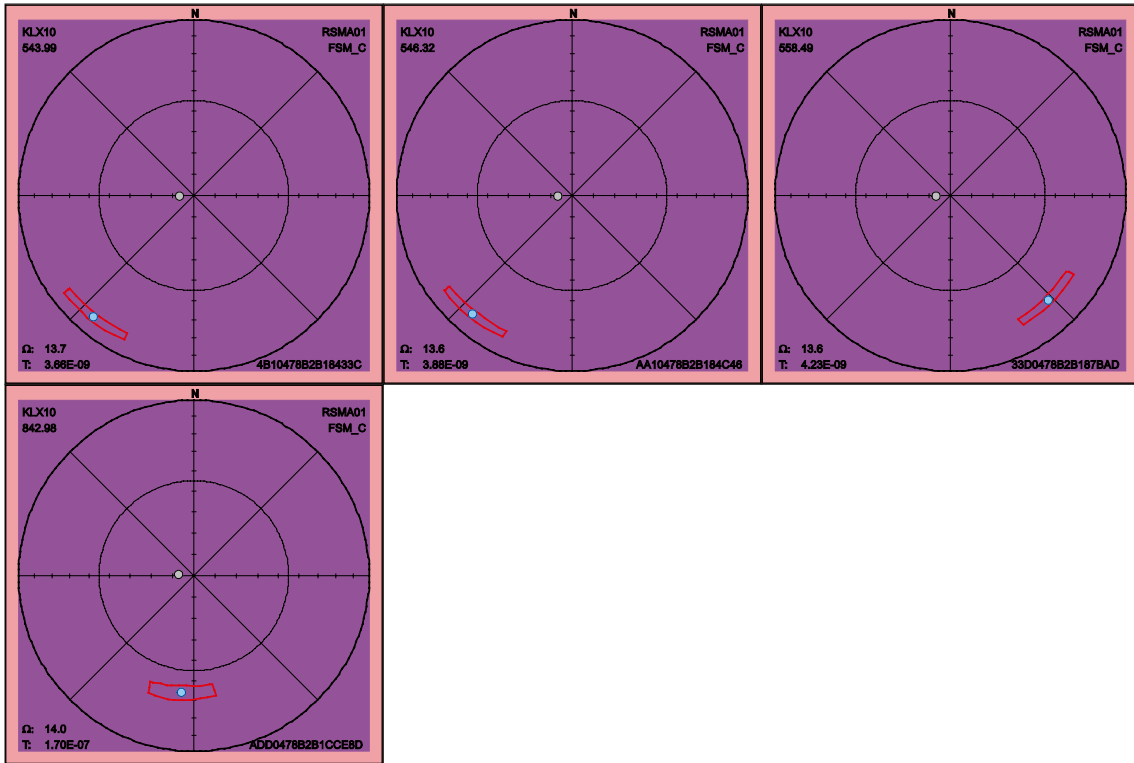 N
KLX10 RSMA01
543.99 FSM_C
Ω: 13.7
T: 3.66E-09 4B10478B2B18433C
N
KLX10 RSMA01
546.32 FSM_C
Ω: 13.6
T: 3.88E-09 AA10478B2B184C46
N
KLX10 RSMA01
558.49 FSM_C
Ω: 13.6
T: 4.23E-09 33D0478B2B187BAD
N
KLX10 RSMA01
842.98 FSM_C
Ω: 14.0
T: 1.70E-07 ADD0478B2B1CCE8D